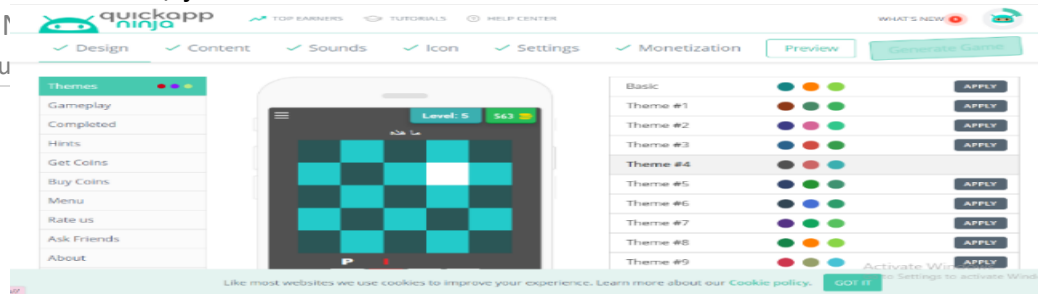 quickapp
ninja
TOP EARNERS TUTORIALS HELP CENTER WHAT'S NEW
Design Content Sounds Icon Settings Monetization Preview Generate Game
Themes
Gameplay
Completed
Hints
Get Coins
Buy Coins
Menu
Rate us
Ask Friends
About
Level: 5 563
ما هذه
P I
Basic APPLY
Theme #1 APPLY
Theme #2 APPLY
Theme #3 APPLY
Theme #4
Theme #5 APPLY
Theme #6 APPLY
Theme #7 APPLY
Theme #8 APPLY
Theme #9 APPLY
Activate Win
to Settings to activate Wind
Like most websites we use cookies to improve your experience. Learn more about our Cookie policy. GOT IT